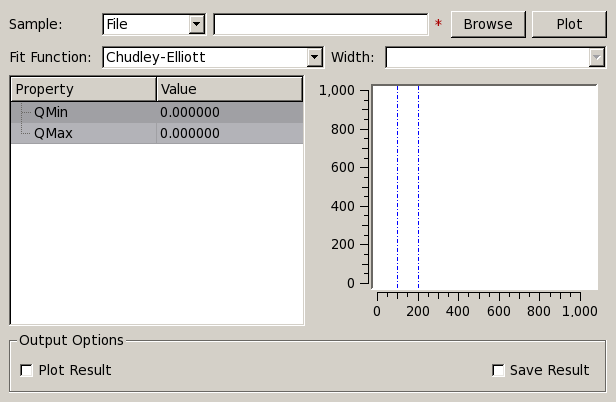 Sample: File * Browse Plot
Fit Function: Chudley-Elliott Width:
Property Value
QMin 0.000000
QMax 0.000000
1,000
800
600
400
200
0
0 200 400 600 800 1,000
Output Options
Plot Result Save Result